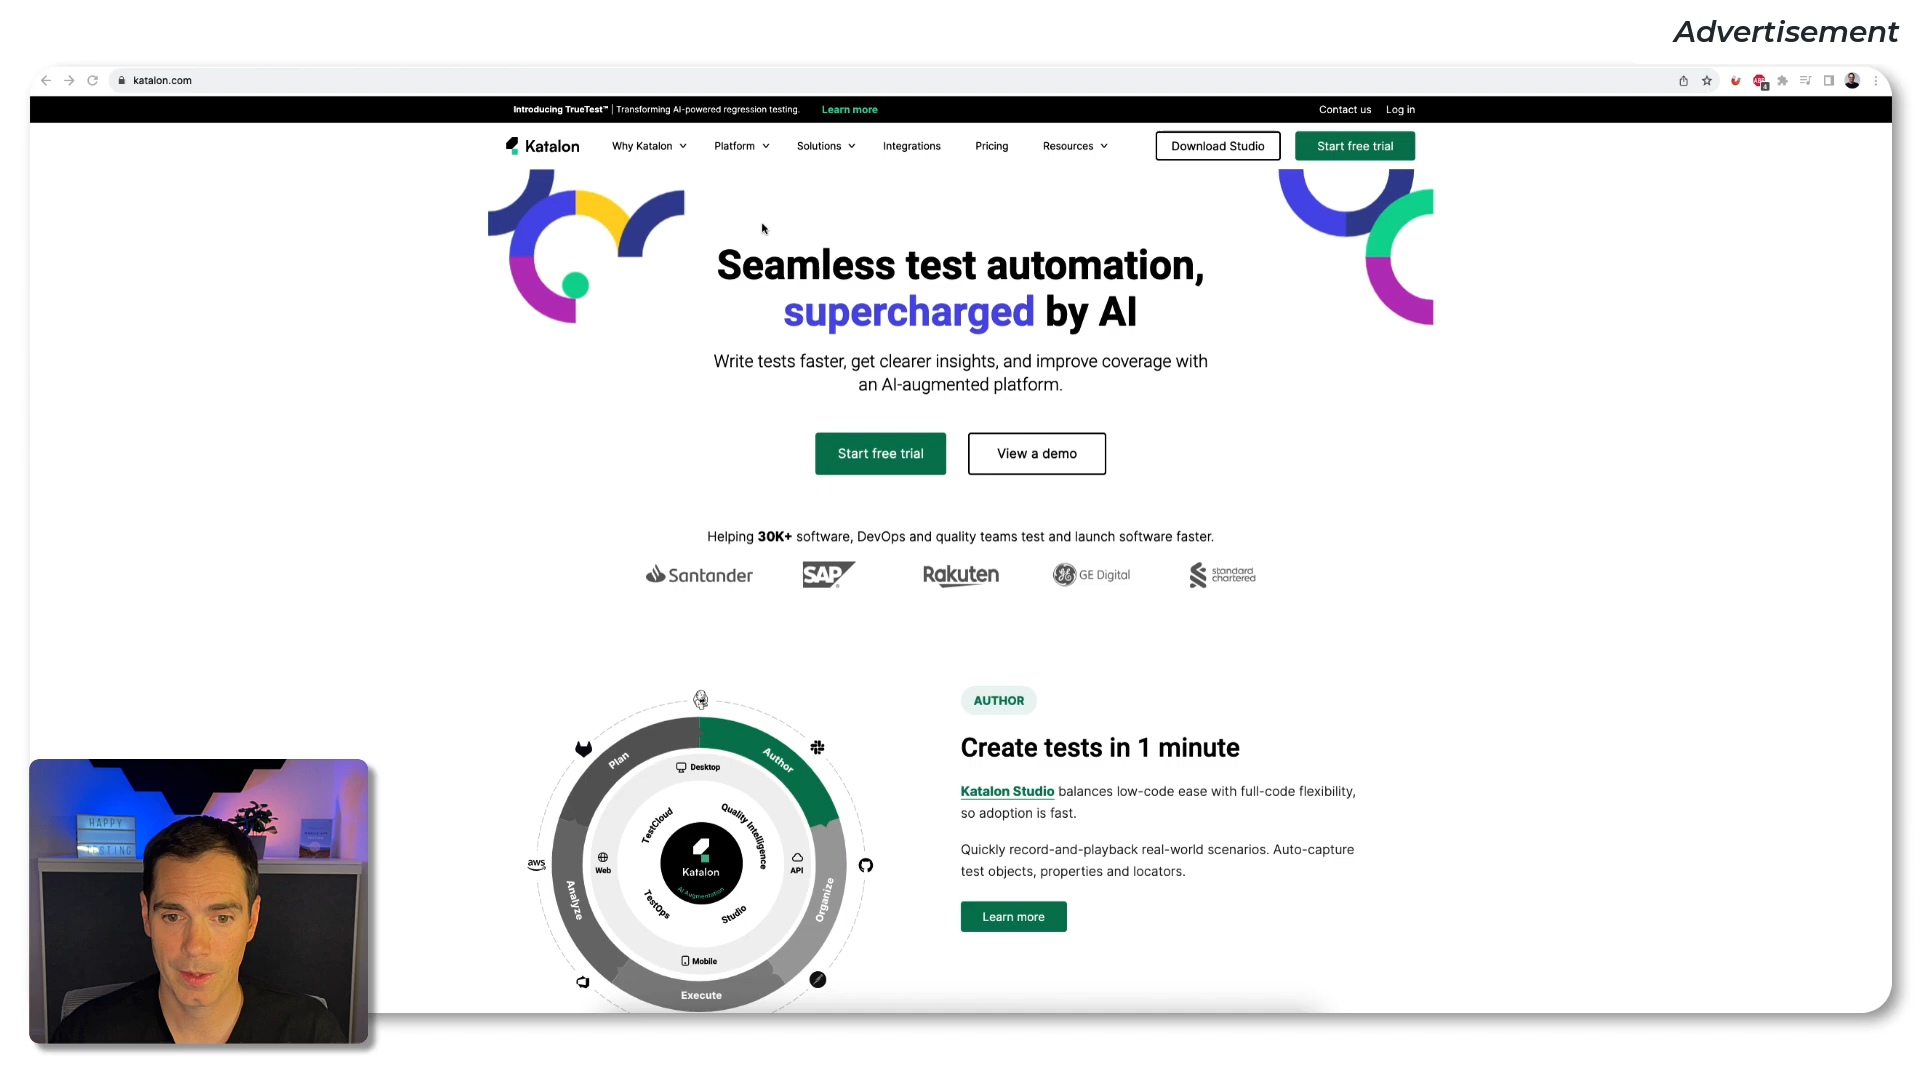 Advertisement
katalon.com
Introducing TrueTest™ | Transforming AI-powered regression testing. Learn more
Contact us Log in
Katalon
Why Katalon Platform Solutions Integrations Pricing Resources
Download Studio Start free trial
Seamless test automation,
supercharged by AI
Write tests faster, get clearer insights, and improve coverage with
an AI-augmented platform.
Start free trial View a demo
Helping 30K+ software, DevOps and quality teams test and launch software faster.
Santander SAP Rakuten GE Digital standard chartered
AUTHOR
Create tests in 1 minute
Katalon Studio balances low-code ease with full-code flexibility,
so adoption is fast.
Quickly record-and-playback real-world scenarios. Auto-capture
test objects, properties and locators.
Learn more
Plan
Author
Organize
Execute
Analyze
Desktop
API
Mobile
Web
TestCloud
Quality Intelligence
Studio
TestOps
Katalon
AI Augmentation
aws
HAPPY
TESTING